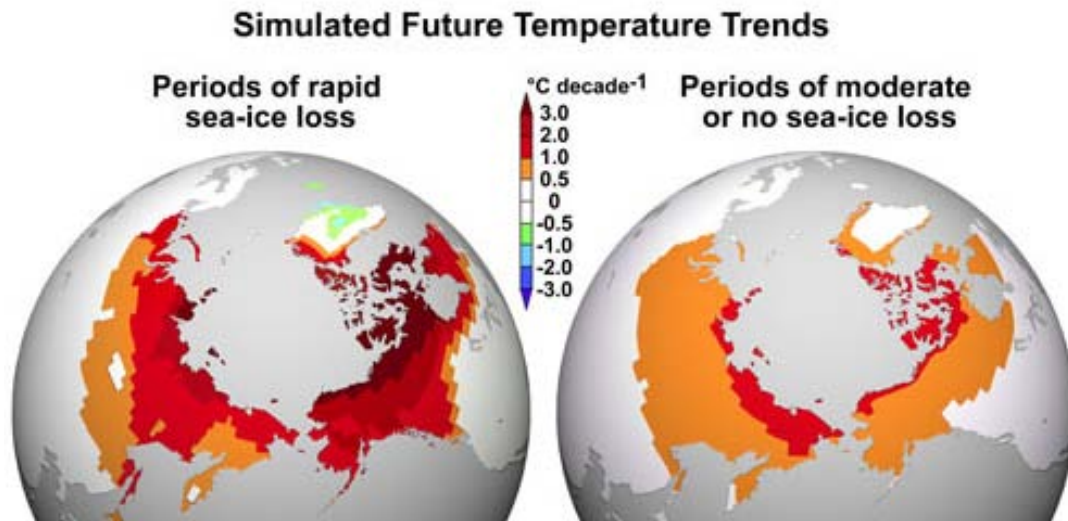 Simulated Future Temperature Trends
Periods of rapid
sea-ice loss
°C decade-1
3.0
2.0
1.0
0.5
0
-0.5
-1.0
-2.0
-3.0
Periods of moderate
or no sea-ice loss